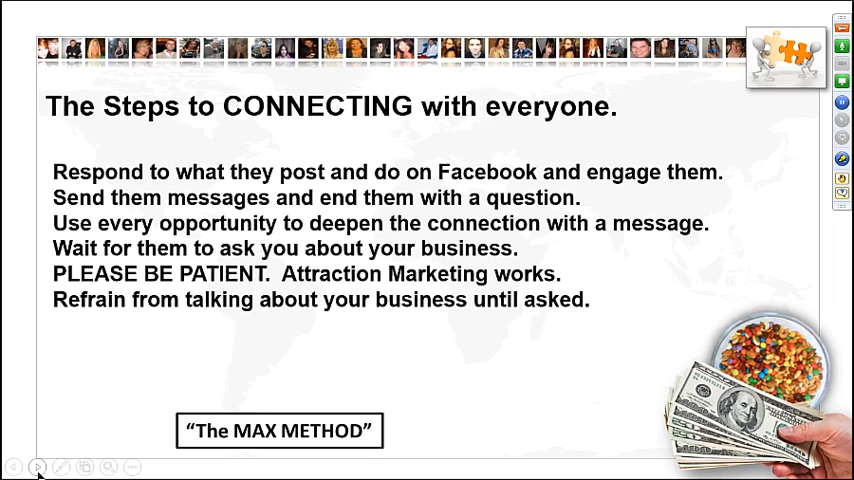 The Steps to CONNECTING with everyone.
Respond to what they post and do on Facebook and engage them.
Send them messages and end them with a question.
Use every opportunity to deepen the connection with a message.
Wait for them to ask you about your business.
PLEASE BE PATIENT.  Attraction Marketing works.
Refrain from talking about your business until asked.
“The MAX METHOD”